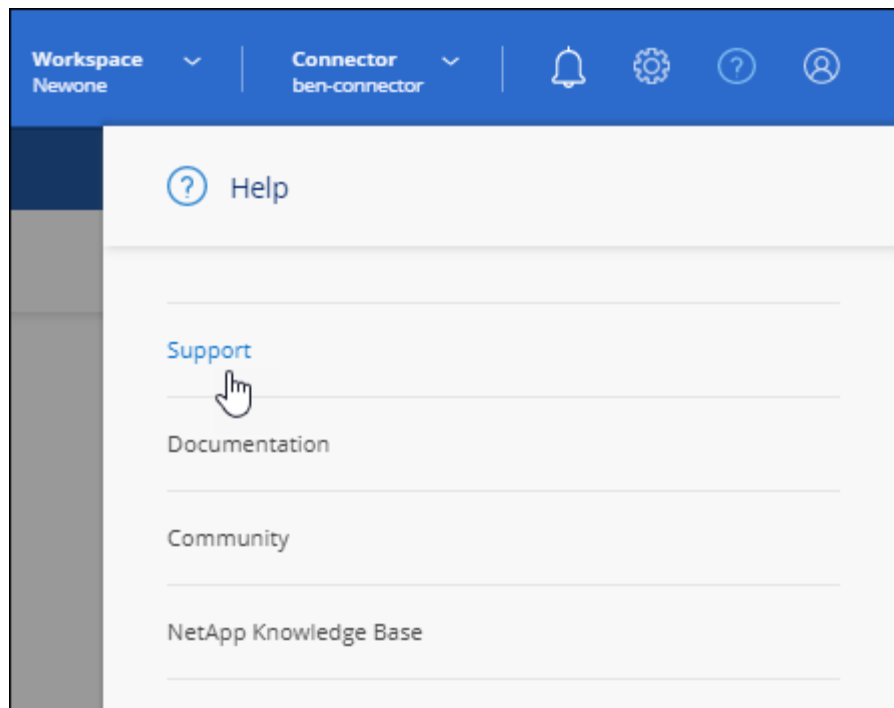 Workspace
Newone
Connector
ben-connector
Help
Support
Documentation
Community
NetApp Knowledge Base